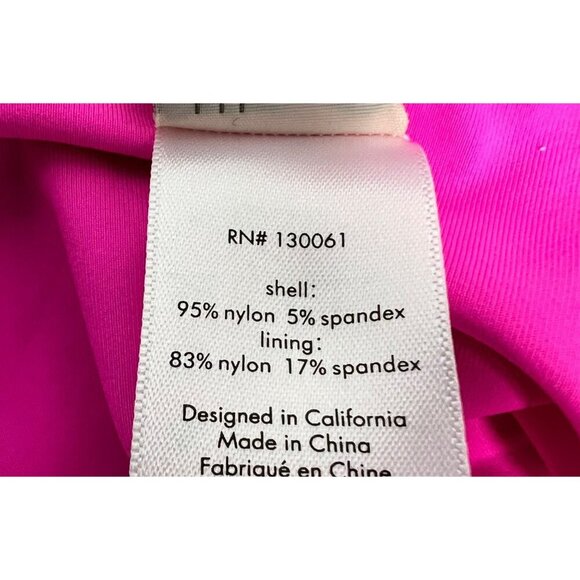 RN# 130061
shell:
95% nylon 5% spandex
lining:
83% nylon 17% spandex
Designed in California
Made in China
Fabriqué en Chine